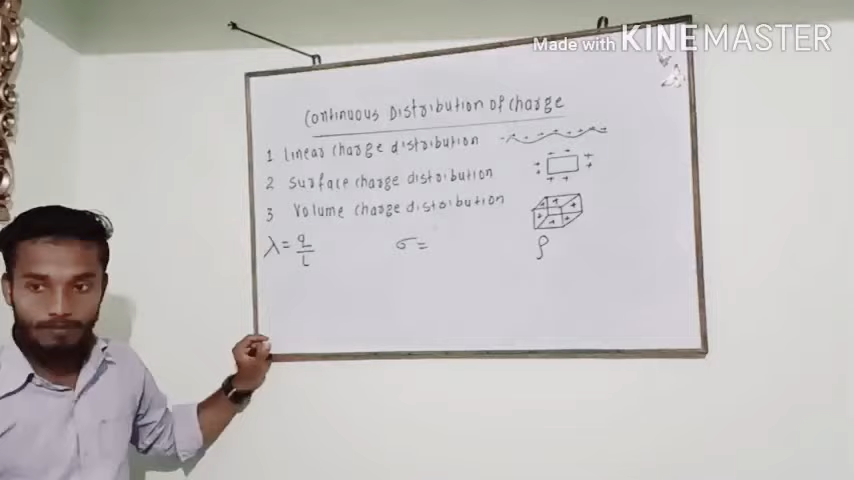 Made with KINEMASTER
Continuous Distribution of charge
1 Linear charge distribution
2 Surface charge distribution
3 Volume charge distribution
λ = q/L σ = ρ